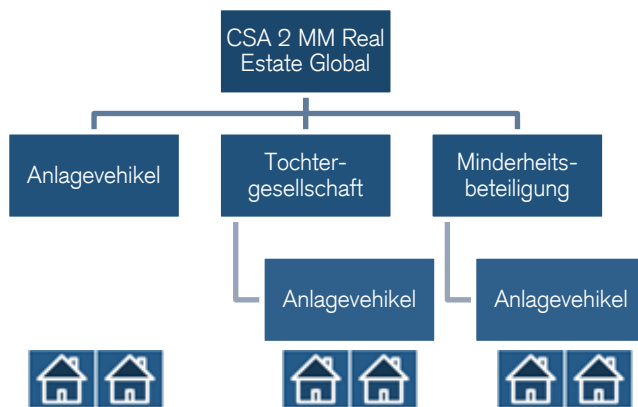 CSA 2 MM Real
Estate Global
Anlagevehikel
Tochter-
gesellschaft
Minderheits-
beteiligung
Anlagevehikel
Anlagevehikel